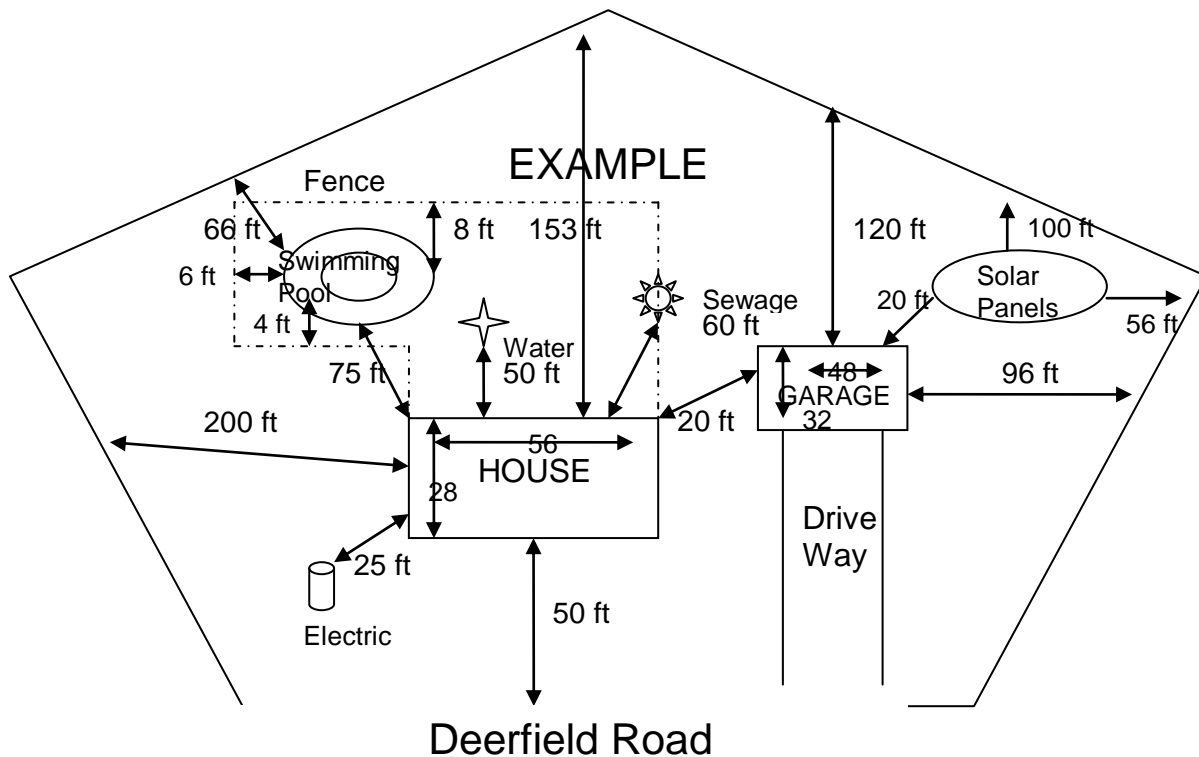 EXAMPLE
Fence
66 ft
8 ft
153 ft
120 ft
100 ft
6 ft
Swimming
Pool
Solar
Panels
Sewage
60 ft
20 ft
56 ft
4 ft
Water
50 ft
75 ft
48
GARAGE
32
96 ft
200 ft
20 ft
56
HOUSE
28
Drive
Way
25 ft
50 ft
Electric
Deerfield Road